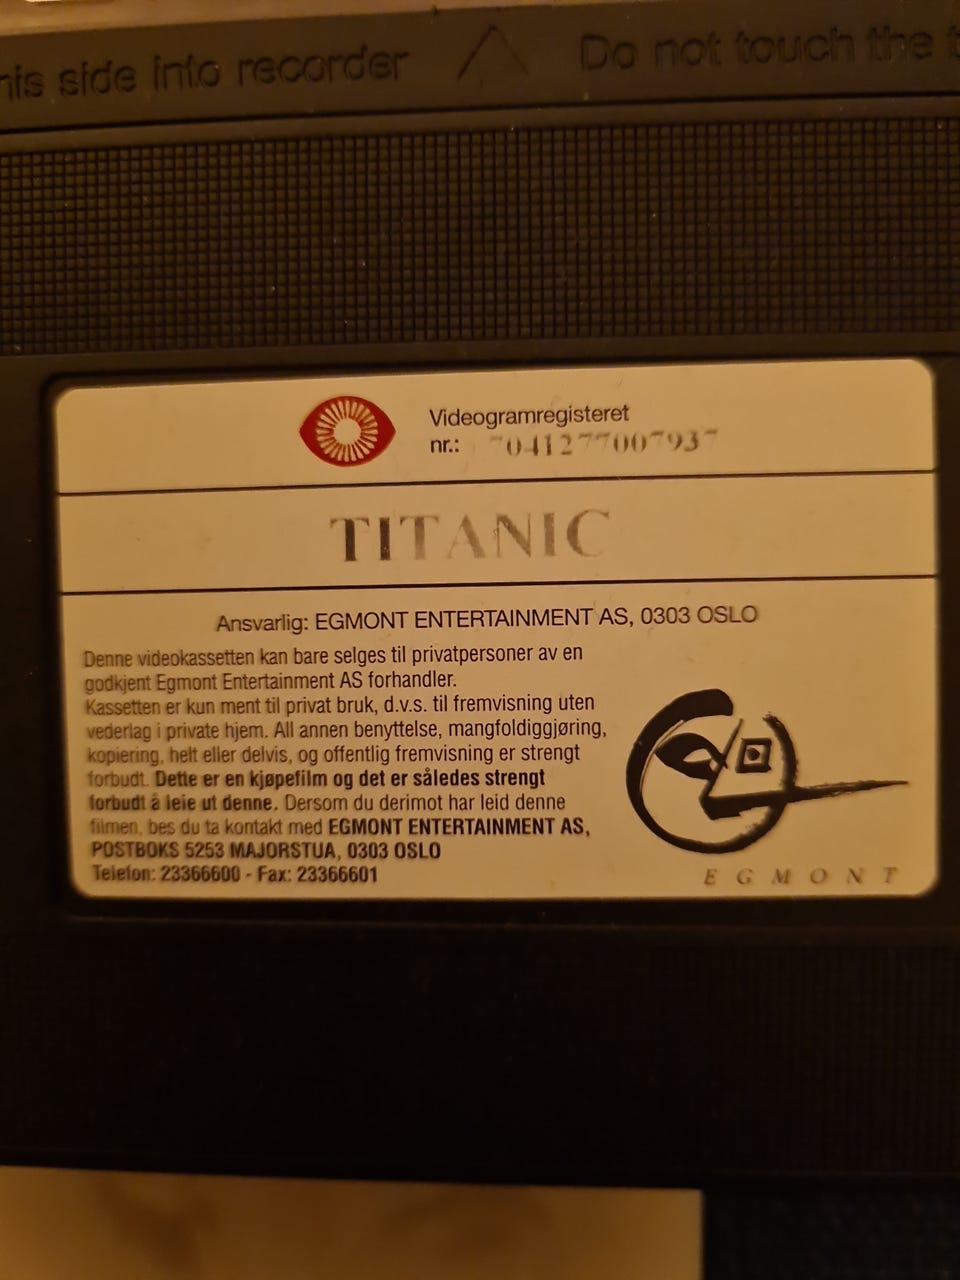 his side into recorder Do not touch the t
Videogramregisteret
nr.: 7041277007937
TITANIC
Ansvarlig: EGMONT ENTERTAINMENT AS, 0303 OSLO
Denne videokassetten kan bare selges til privatpersoner av en
godkjent Egmont Entertainment AS forhandler.
Kassetten er kun ment til privat bruk, d.v.s. til fremvisning uten
vederlag i private hjem. All annen benyttelse, mangfoldiggjøring,
kopiering, helt eller delvis, og offentlig fremvisning er strengt
forbudt. Dette er en kjøpefilm og det er således strengt
forbudt å leie ut denne. Dersom du derimot har leid denne
filmen, bes du ta kontakt med EGMONT ENTERTAINMENT AS,
POSTBOKS 5253 MAJORSTUA, 0303 OSLO
Telefon: 23366600 - Fax: 23366601
EGMONT